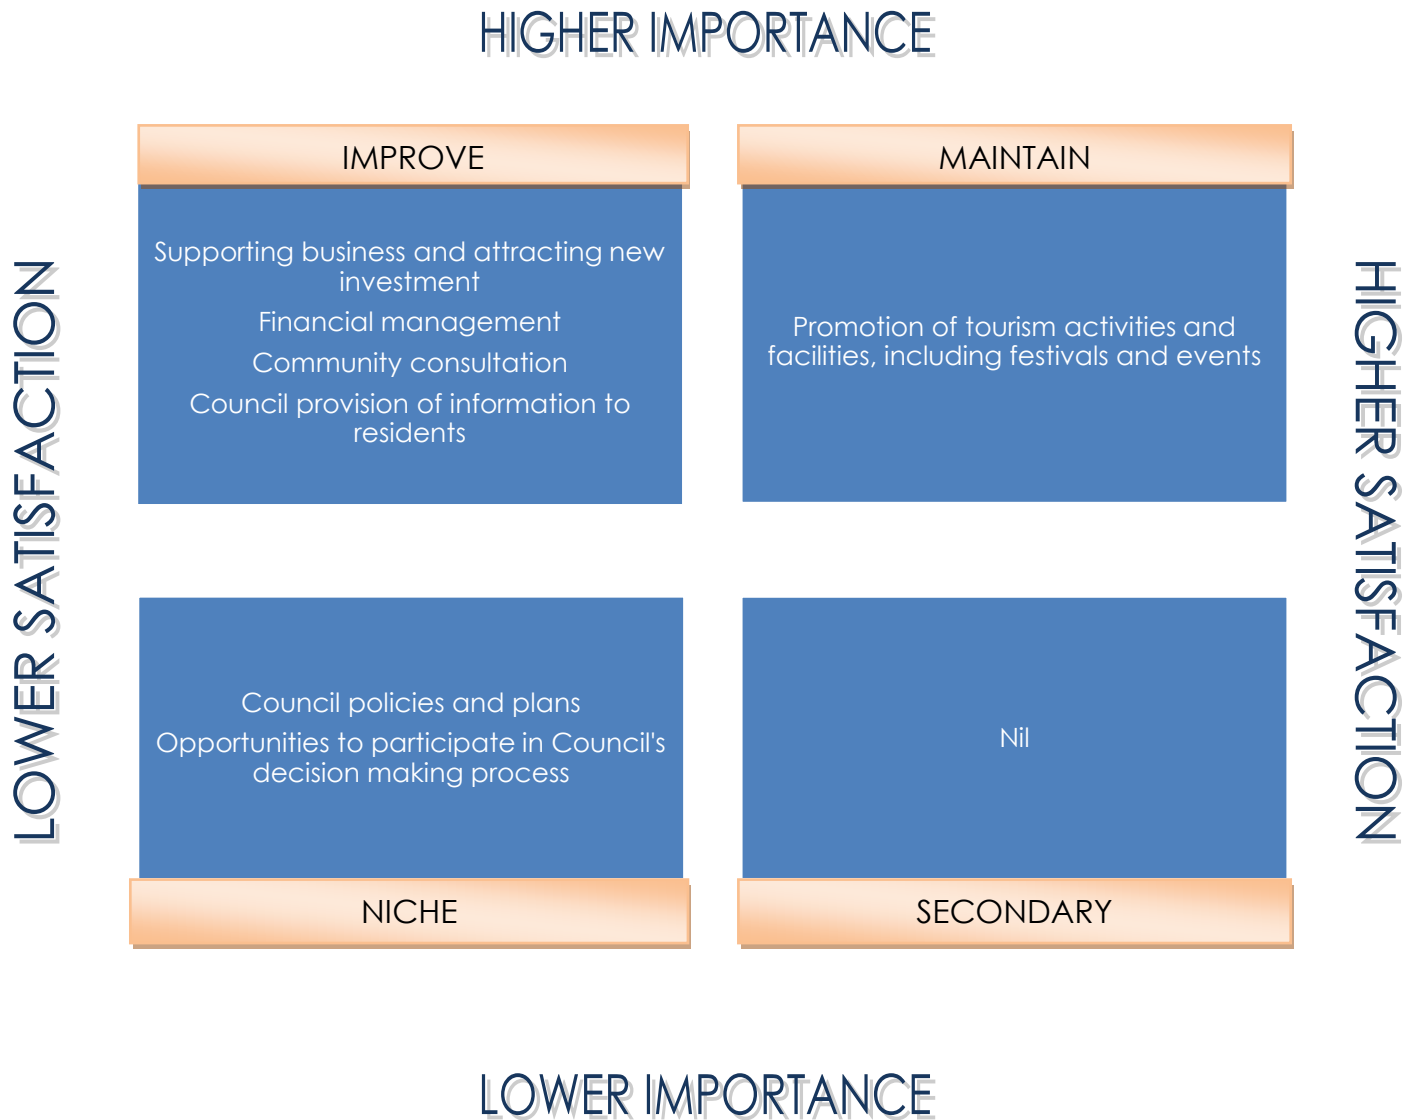 HIGHER IMPORTANCE
IMPROVE
Supporting business and attracting new
investment
Financial management
Community consultation
Council provision of information to
residents
MAINTAIN
Promotion of tourism activities and
facilities, including festivals and events
LOWER SATISFACTION
HIGHER SATISFACTION
Council policies and plans
Opportunities to participate in Council's
decision making process
NICHE
Nil
SECONDARY
LOWER IMPORTANCE